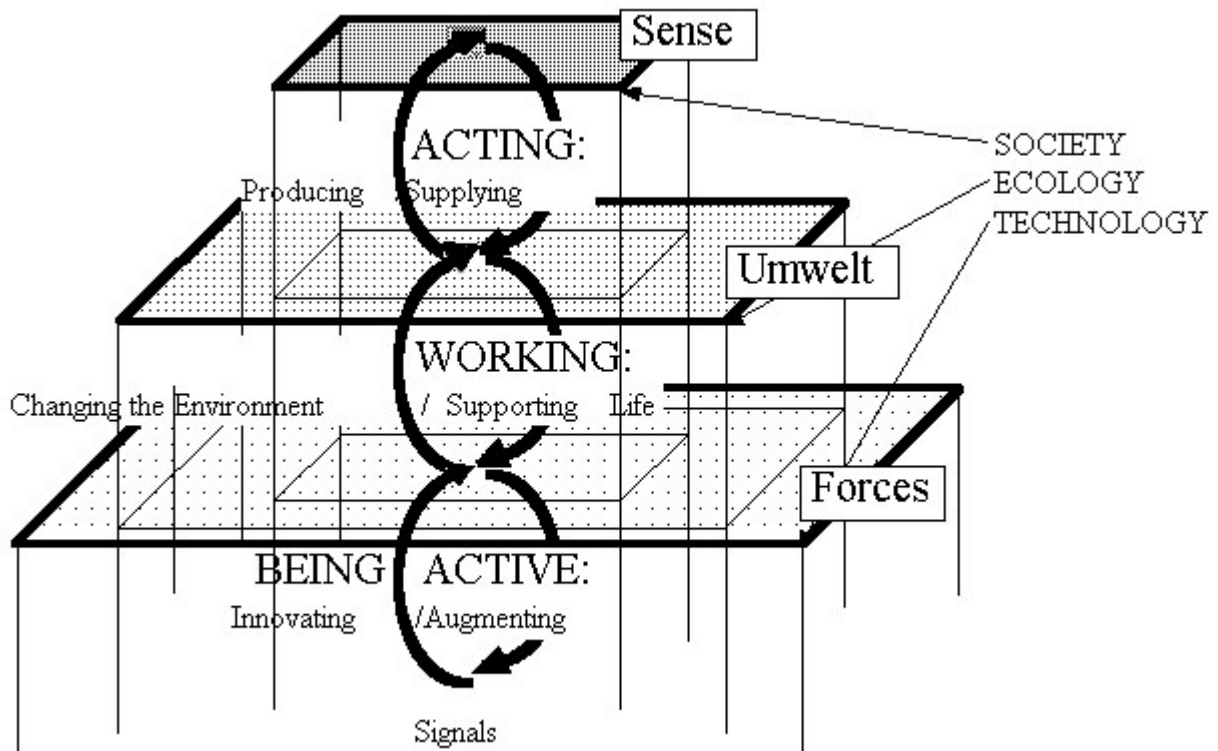 Sense
ACTING:
SOCIETY
Producing /Supplying
ECOLOGY
TECHNOLOGY
Umwelt
WORKING:
Changing the Environment / Supporting Life
Forces
BEING ACTIVE:
Innovating /Augmenting
Signals